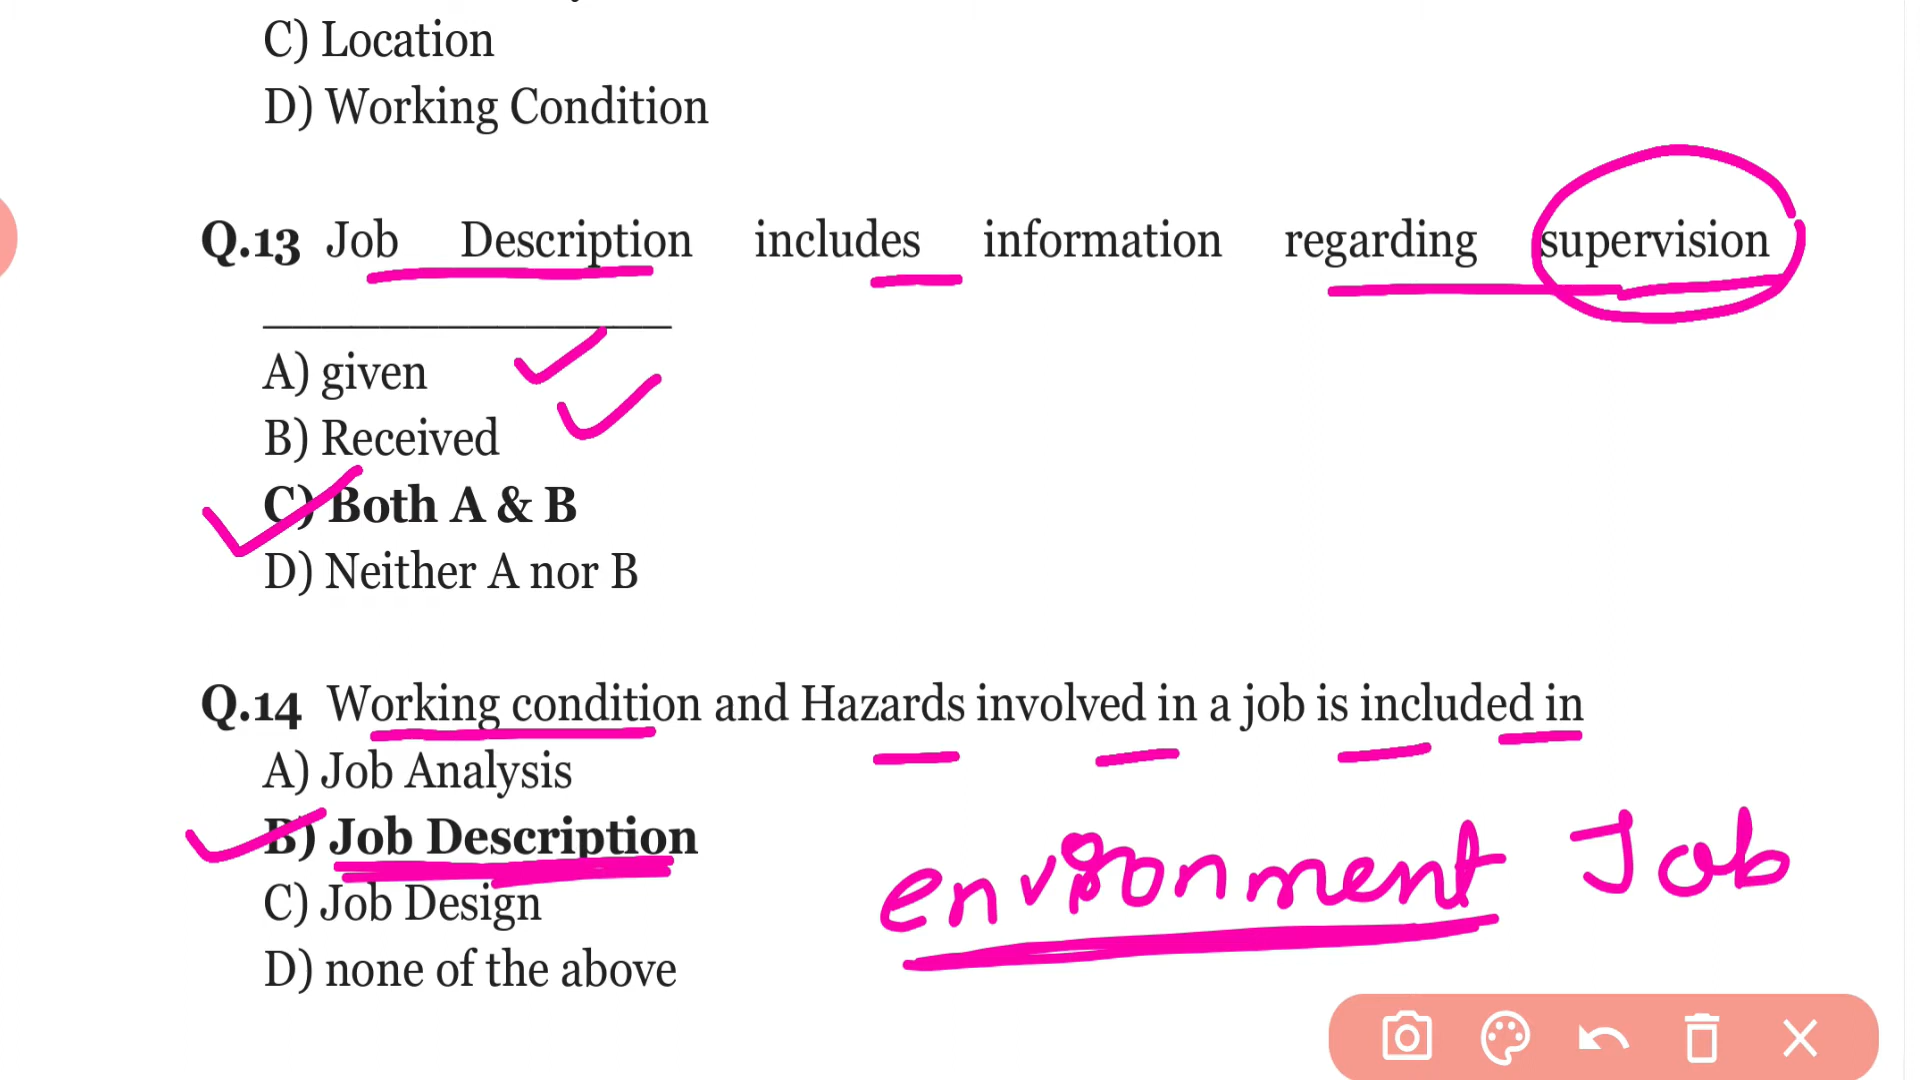 C) Location
D) Working Condition
Q.13 Job Description includes information regarding supervision
____________________
A) given
B) Received
C) Both A & B
D) Neither A nor B
Q.14 Working condition and Hazards involved in a job is included in
A) Job Analysis
B) Job Description
C) Job Design
D) none of the above
environment Job